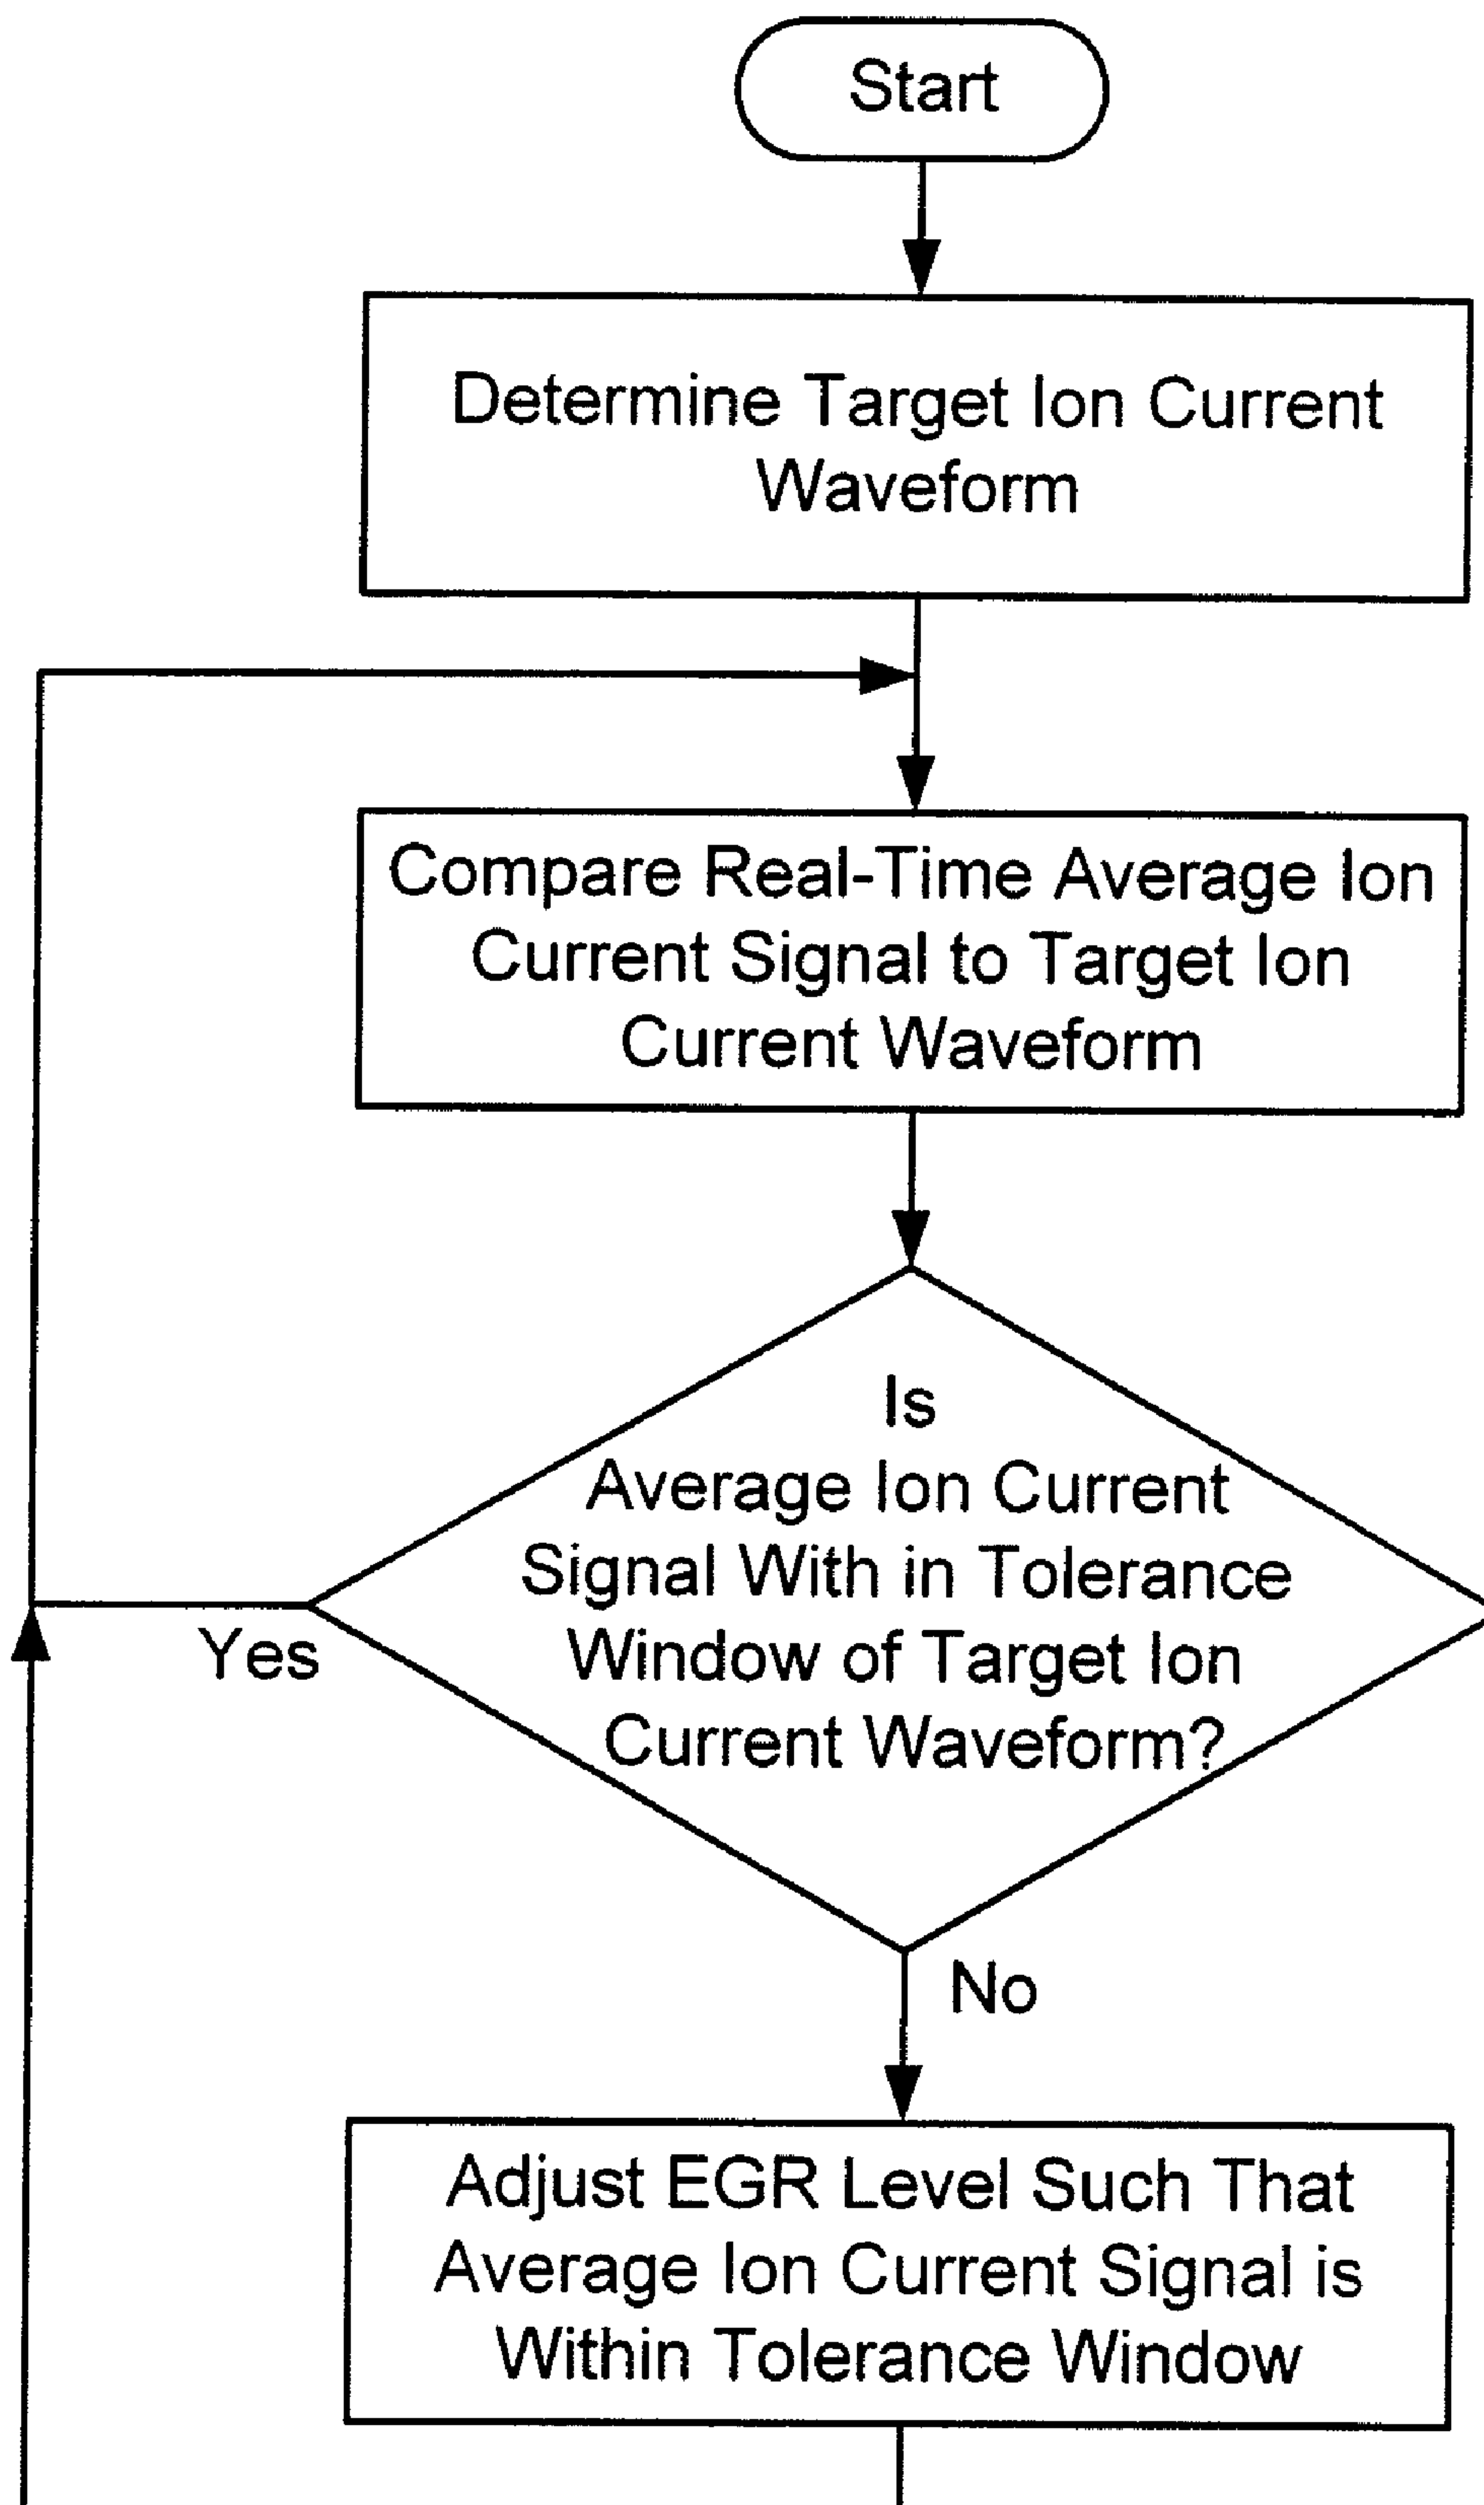 Start
Determine Target Ion Current
Waveform
Compare Real-Time Average Ion
Current Signal to Target Ion
Current Waveform
Is
Average Ion Current
Signal With in Tolerance
Window of Target Ion
Current Waveform?
Yes
No
Adjust EGR Level Such That
Average Ion Current Signal is
Within Tolerance Window